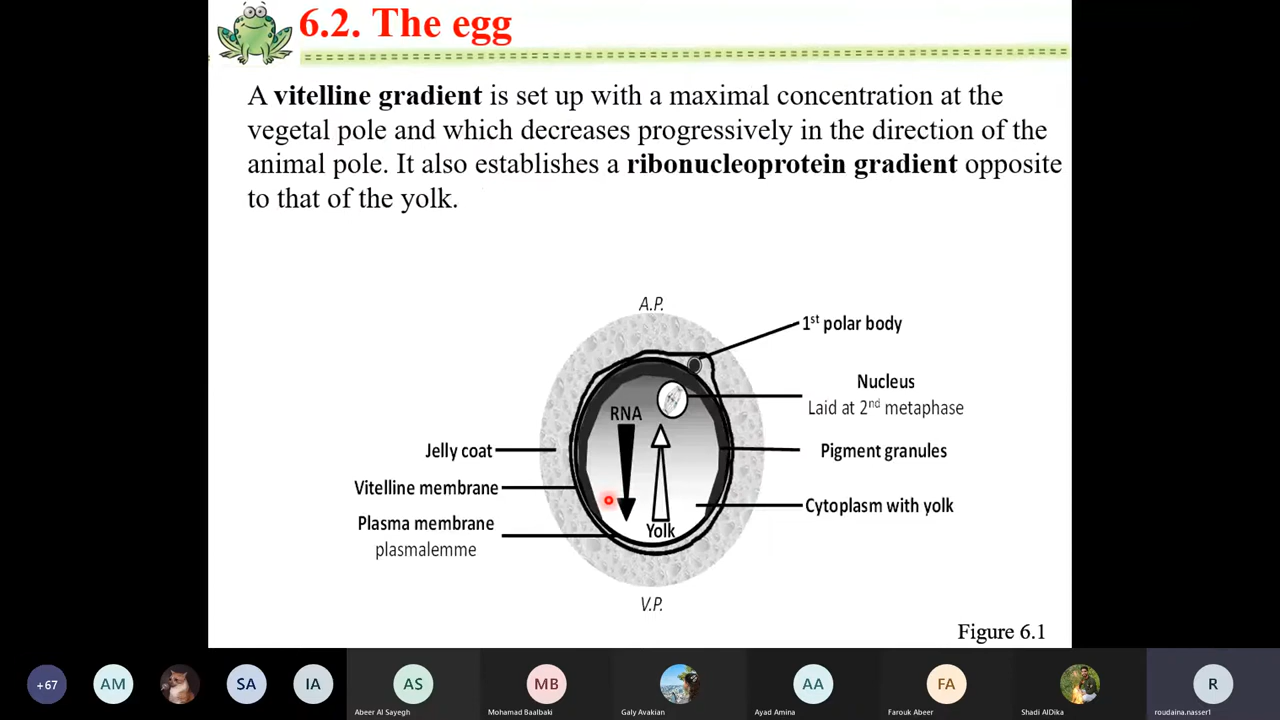 6.2. The egg
A vitelline gradient is set up with a maximal concentration at the
vegetal pole and which decreases progressively in the direction of the
animal pole. It also establishes a ribonucleoprotein gradient opposite
to that of the yolk.
A.P.
1st polar body
Nucleus
Laid at 2nd metaphase
RNA
Jelly coat
Pigment granules
Vitelline membrane
Cytoplasm with yolk
Plasma membrane
plasmalemme
Yolk
V.P.
Figure 6.1
+67
AM
SA
IA
AS
MB
AA
FA
R
Abeer Al Sayegh
Mohamad Baalbaki
Galy Avakian
Ayad Amina
Farouk Abeer
Shadi AlDika
roudaina.nasser1